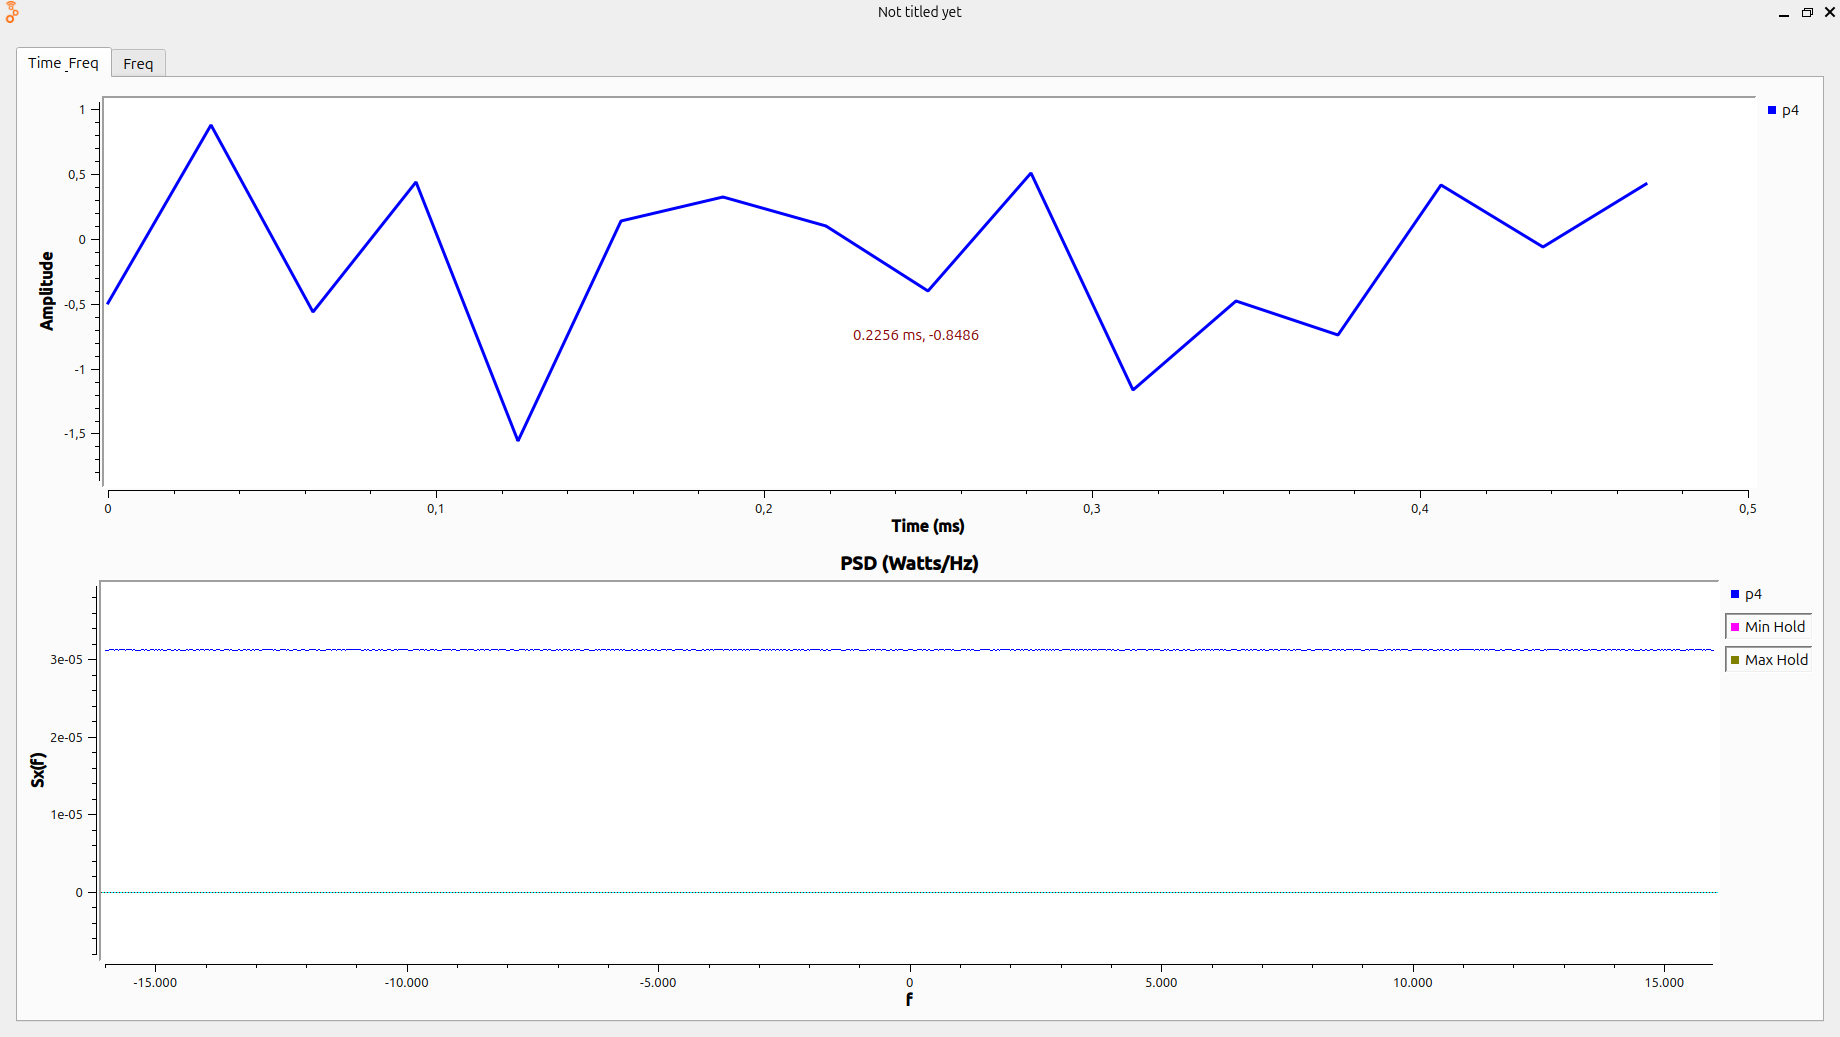 Not titled yet
Time_Freq
Freq
1
0,5
0
-0,5
-1
-1,5
Amplitude
p4
0.2256 ms, -0.8486
0
0,1
0,2
0,3
0,4
0,5
Time (ms)
PSD (Watts/Hz)
3e-05
2e-05
1e-05
0
Sx(f)
p4
Min Hold
Max Hold
-15.000
-10.000
-5.000
0
5.000
10.000
15.000
f